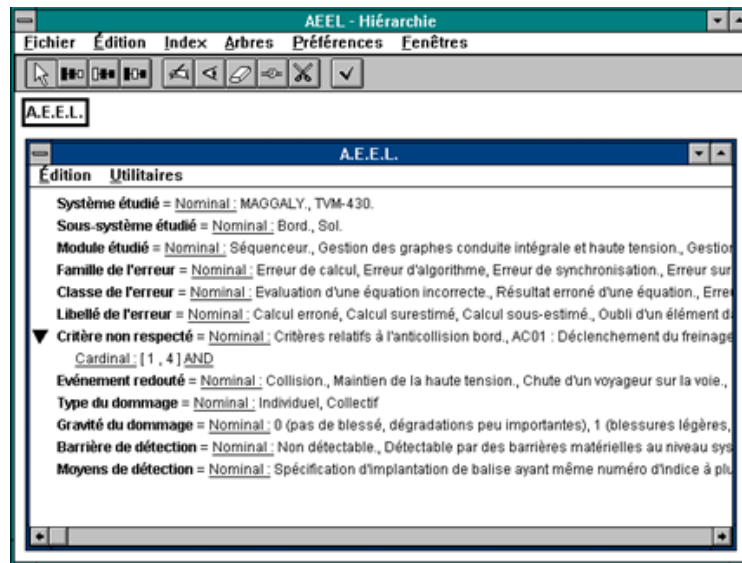 AEEL - Hiérarchie
Fichier Édition Index Arbres Préférences Fenêtres
A.E.E.L.
A.E.E.L.
Édition Utilitaires
Système étudié = Nominal : MAGGALY., TVM-430.
Sous-système étudié = Nominal : Bord., Sol.
Module étudié = Nominal : Séquenceur., Gestion des graphes conduite intégrale et haute tension., Gestion
Famille de l'erreur = Nominal : Erreur de calcul, Erreur d'algorithme, Erreur de synchronisation., Erreur sur
Classe de l'erreur = Nominal : Evaluation d'une équation incorrecte., Résultat erroné d'une équation., Erre
Libellé de l'erreur = Nominal : Calcul erroné, Calcul surestimé, Calcul sous-estimé., Oubli d'un élément d
Critère non respecté = Nominal : Critères relatifs à l'anticollision bord., AC01 : Déclenchement du freinage
Cardinal : [ 1 , 4 ] AND
Evénement redouté = Nominal : Collision., Maintien de la haute tension., Chute d'un voyageur sur la voie.,
Type du dommage = Nominal : Individuel, Collectif
Gravité du dommage = Nominal : 0 (pas de blessé, dégradations peu importantes), 1 (blessures légères,
Barrière de détection = Nominal : Non détectable., Détectable par des barrières matérielles au niveau sys
Moyens de détection = Nominal : Spécification d'implantation de balise ayant même numéro d'indice à plu